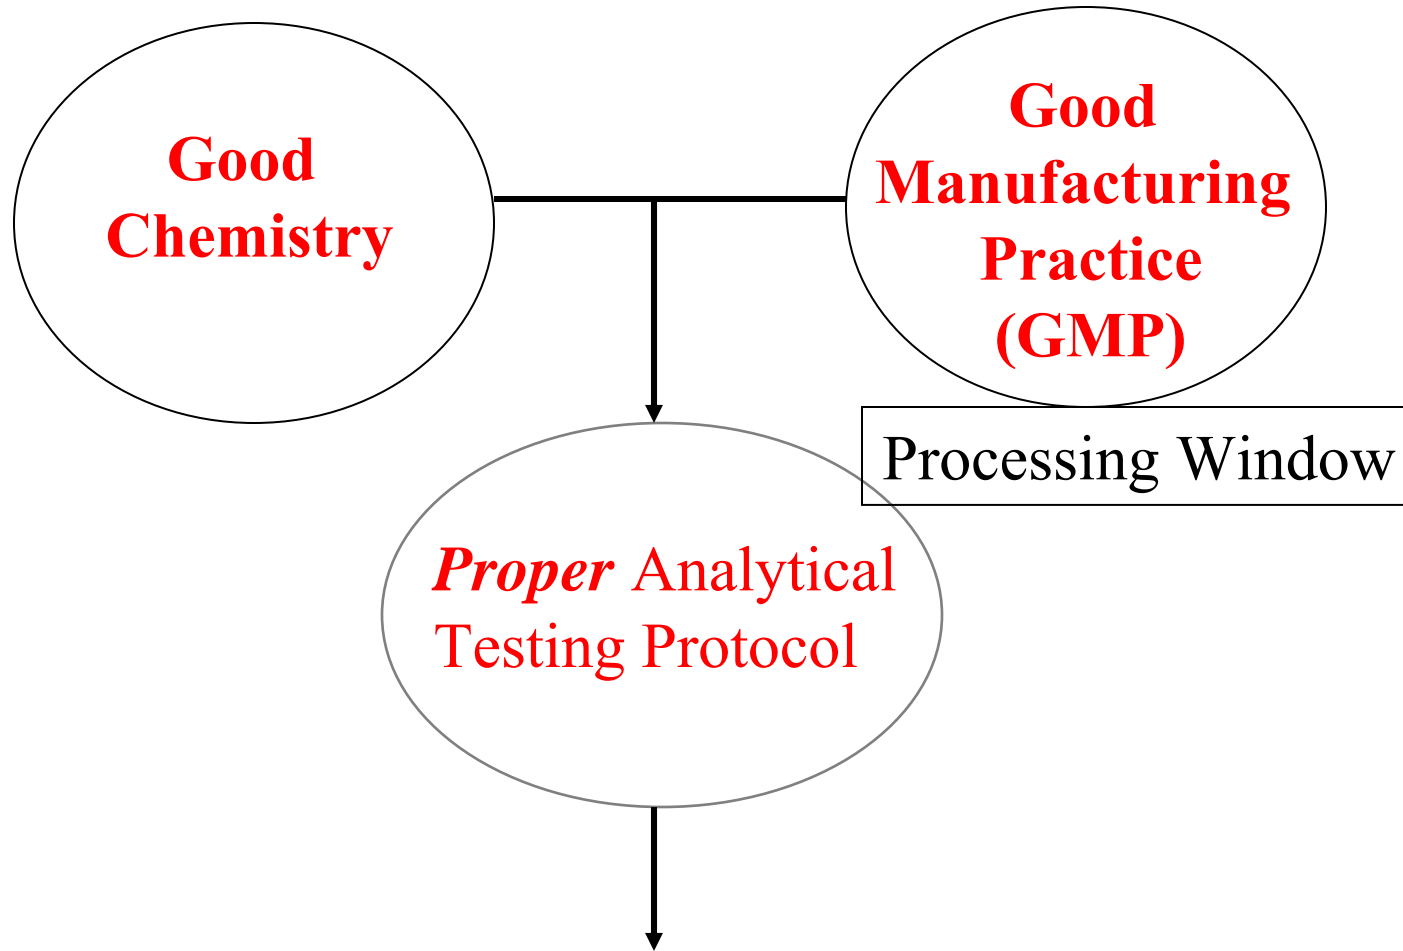 Good
Chemistry
Good
Manufacturing
Practice
(GMP)
Processing Window
Proper Analytical
Testing Protocol